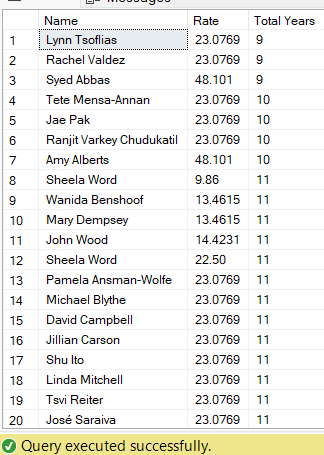 Messages
Name Rate Total Years
1 Lynn Tsoflias 23.0769 9
2 Rachel Valdez 23.0769 9
3 Syed Abbas 48.101 9
4 Tete Mensa-Annan 23.0769 10
5 Jae Pak 23.0769 10
6 Ranjit Varkey Chudukatil 23.0769 10
7 Amy Alberts 48.101 10
8 Sheela Word 9.86 11
9 Wanida Benshoof 13.4615 11
10 Mary Dempsey 13.4615 11
11 John Wood 14.4231 11
12 Sheela Word 22.50 11
13 Pamela Ansman-Wolfe 23.0769 11
14 Michael Blythe 23.0769 11
15 David Campbell 23.0769 11
16 Jillian Carson 23.0769 11
17 Shu Ito 23.0769 11
18 Linda Mitchell 23.0769 11
19 Tsvi Reiter 23.0769 11
20 José Saraiva 23.0769 11
Query executed successfully.